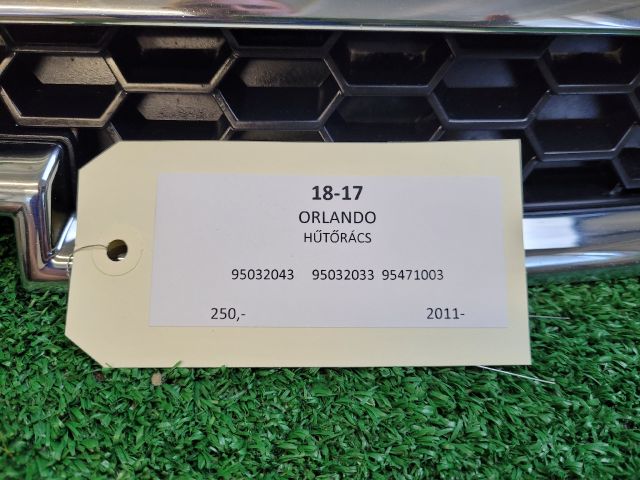 18-17
ORLANDO
HŰTŐRÁCS
95032043 95032033 95471003
250,- 2011-